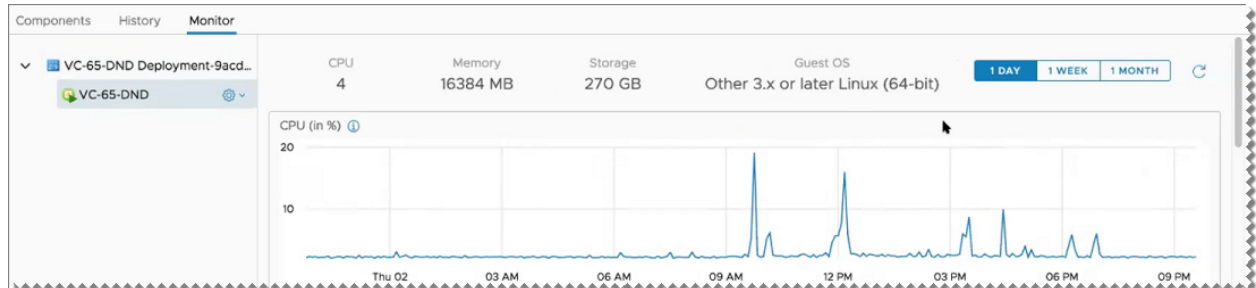 Components History Monitor
VC-65-DND Deployment-9acd...
VC-65-DND
CPU Memory Storage Guest OS
4 16384 MB 270 GB Other 3.x or later Linux (64-bit)
1 DAY 1 WEEK 1 MONTH
CPU (in %)
20
10
Thu 02 03 AM 06 AM 09 AM 12 PM 03 PM 06 PM 09 PM